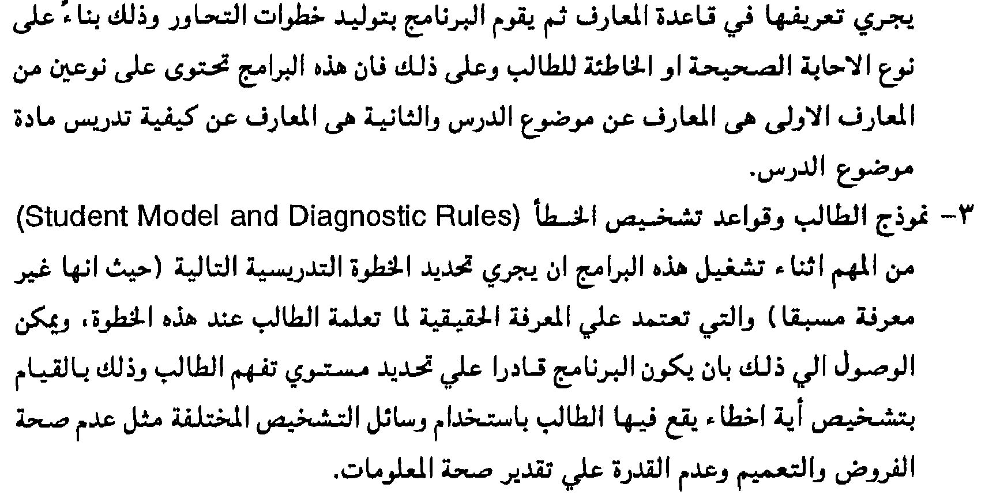 يجري تعريفها في قاعدة المعارف ثم يقوم البرنامج بتوليد خطوات التحاور وذلك بناءً على
نوع الاحابة الصحيحة او الخاطئة للطالب وعلى ذلك فان هذه البرامج تحتوى على نوعين من
المعارف الاولى هى المعارف عن موضوع الدرس والثانية هى المعارف عن كيفية تدريس مادة
موضوع الدرس.
٣- نموذج الطالب وقواعد تشخيص الخطأ (Student Model and Diagnostic Rules)
من المهم اثناء تشغيل هذه البرامج ان يجري تحديد الخطوة التدريسية التالية (حيث انها غير
معرفة مسبقا) والتي تعتمد علي المعرفة الحقيقية لما تعلمة الطالب عند هذه الخطوة، ويمكن
الوصول الي ذلك بان يكون البرنامج قادرا علي تحديد مستوي تفهم الطالب وذلك بالقيام
بتشخيص أية اخطاء يقع فيها الطالب باستخدام وسائل التشخيص المختلفة مثل عدم صحة
الفروض والتعميم وعدم القدرة علي تقدير صحة المعلومات.